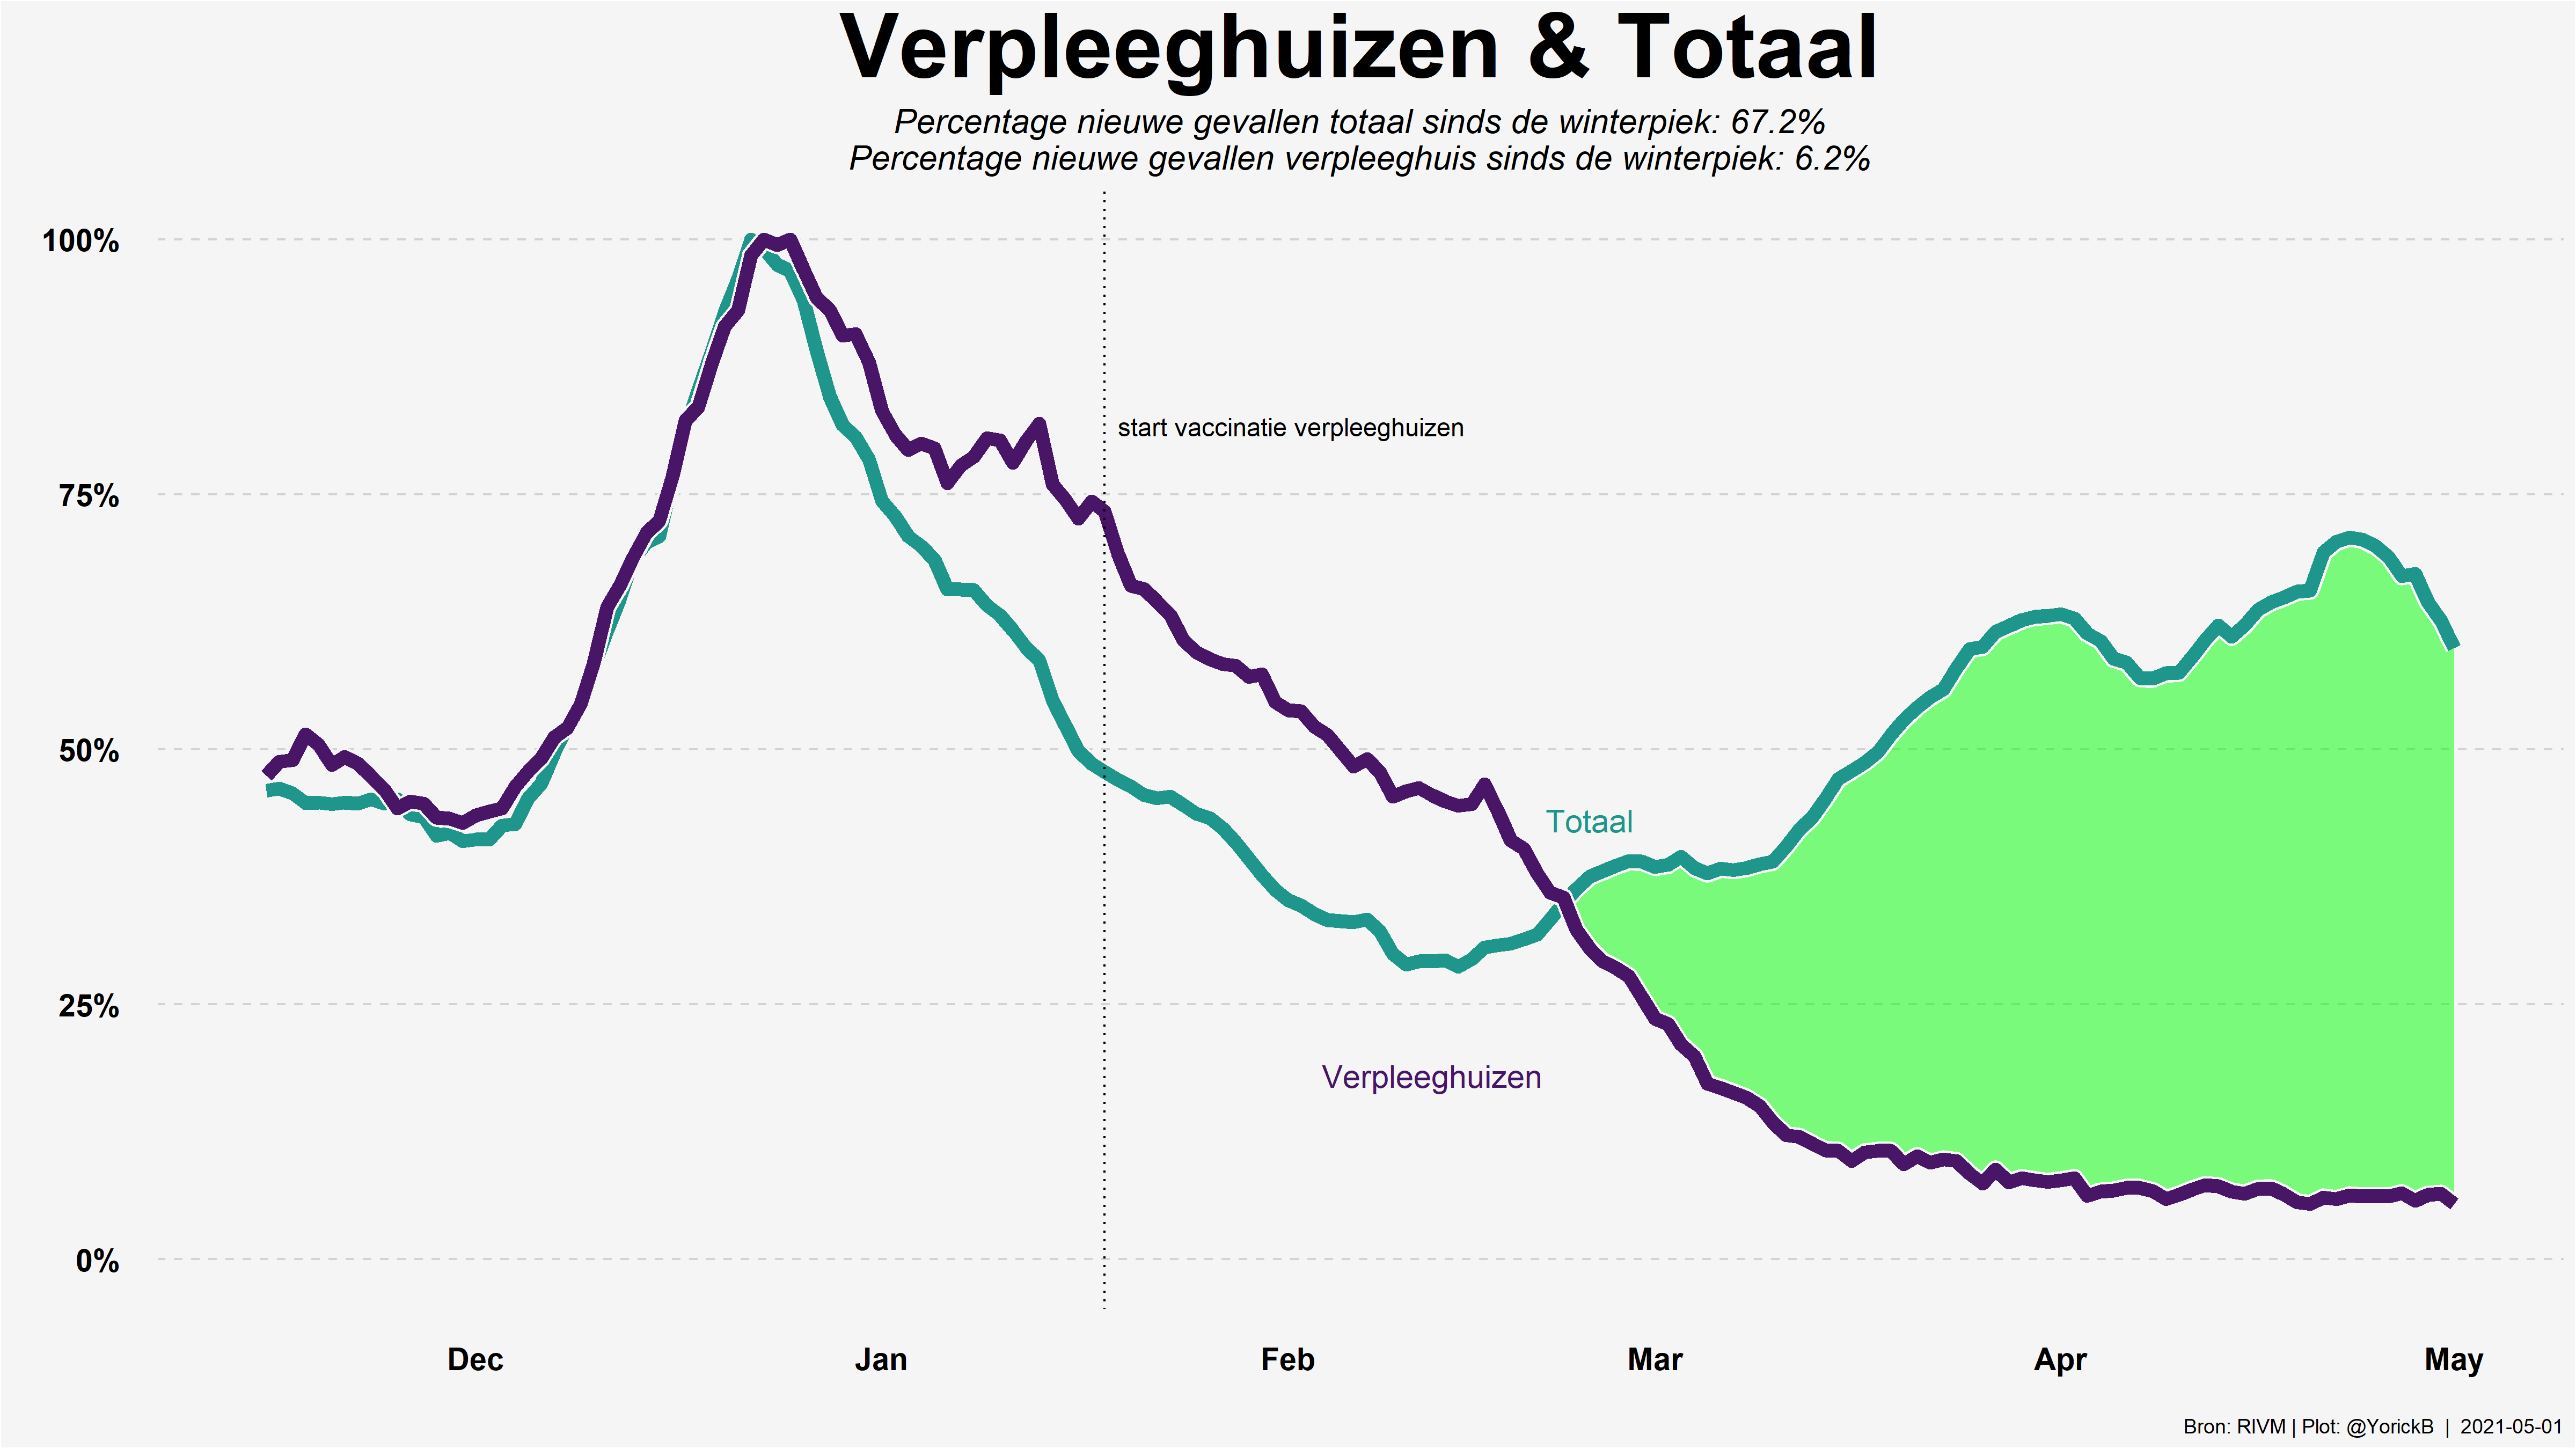 Verpleeghuizen & Totaal
Percentage nieuwe gevallen totaal sinds de winterpiek: 67.2%
Percentage nieuwe gevallen verpleeghuis sinds de winterpiek: 6.2%
100%
start vaccinatie verpleeghuizen
75%
50%
Totaal
25%
Verpleeghuizen
0%
Dec Jan Feb Mar Apr May
Bron: RIVM | Plot: @YorickB | 2021-05-01